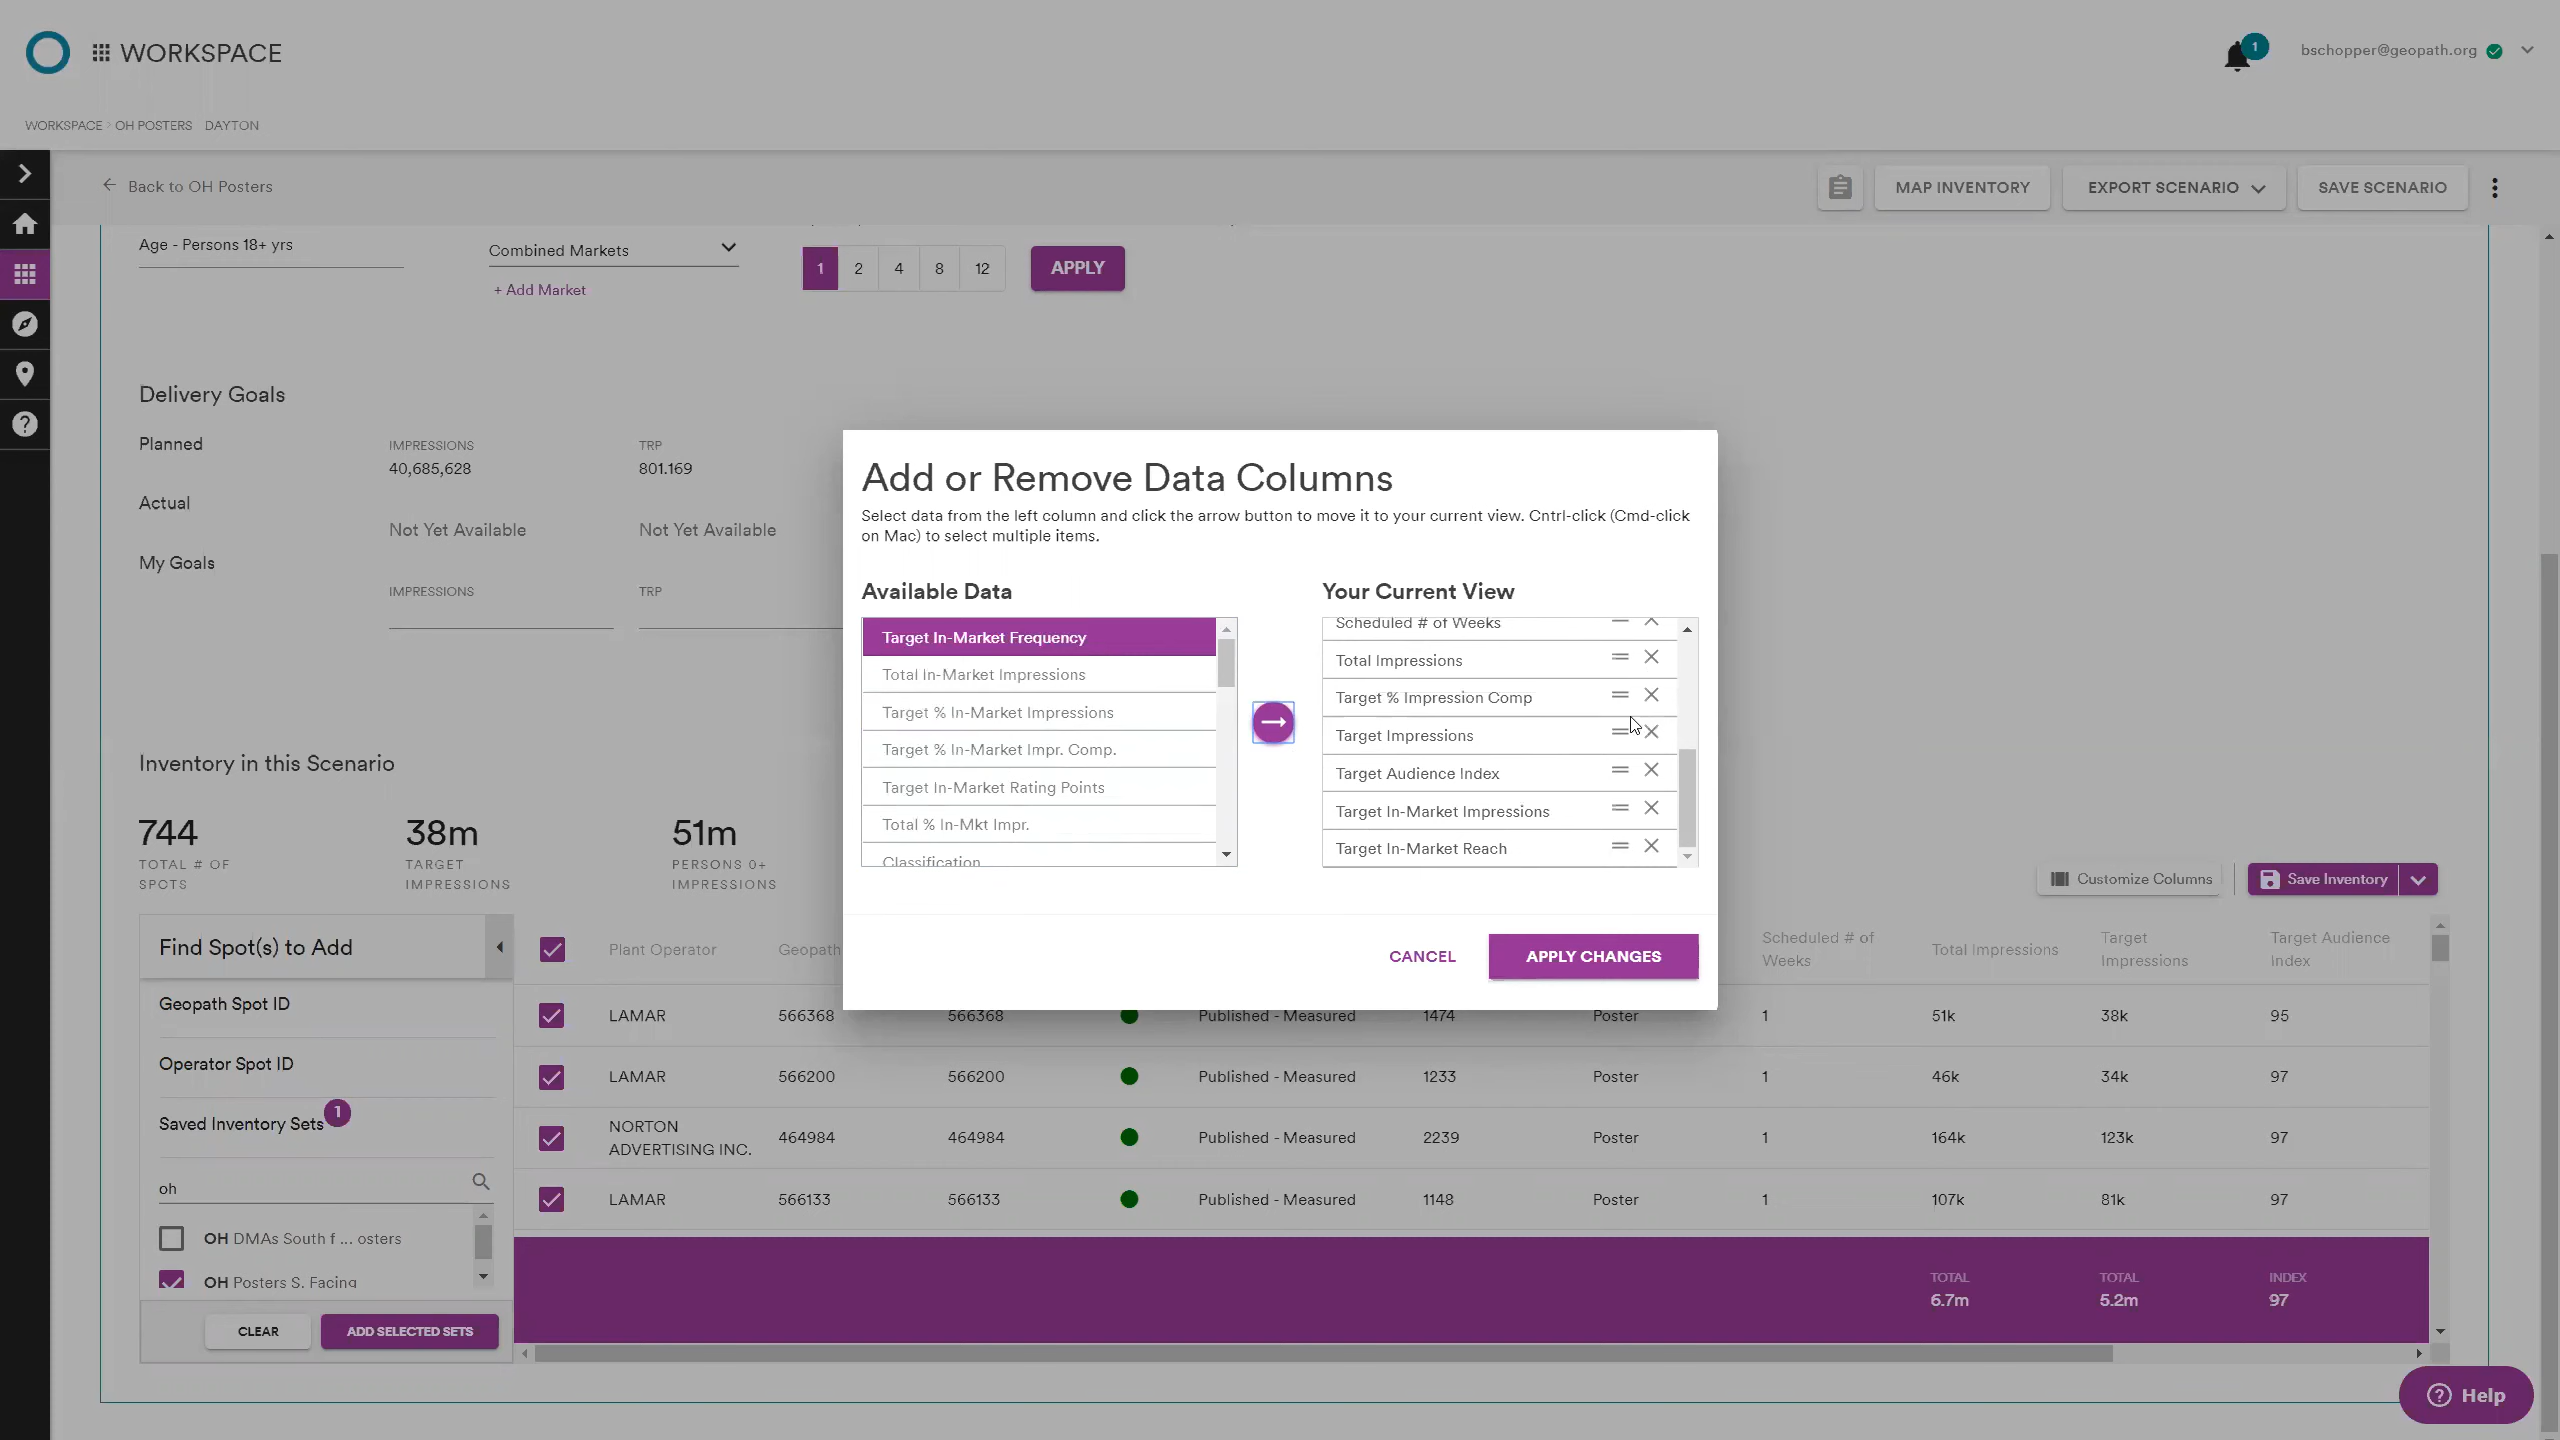 WORKSPACE
1
bschopper@geopath.org
WORKSPACE OH POSTERS DAYTON
Back to OH Posters
MAP INVENTORY
EXPORT SCENARIO
SAVE SCENARIO
Age - Persons 18+ yrs
Combined Markets
+ Add Market
1 2 4 8 12
APPLY
Delivery Goals
Planned
IMPRESSIONS
40,685,628
TRP
801.169
Actual
Not Yet Available
Not Yet Available
My Goals
IMPRESSIONS
TRP
Add or Remove Data Columns
Select data from the left column and click the arrow button to move it to your current view. Cntrl-click (Cmd-click
on Mac) to select multiple items.
Available Data
Target In-Market Frequency
Total In-Market Impressions
Target % In-Market Impressions
Target % In-Market Impr. Comp.
Target In-Market Rating Points
Total % In-Mkt Impr.
Classification
Your Current View
Scheduled # of Weeks
Total Impressions
Target % Impression Comp
Target Impressions
Target Audience Index
Target In-Market Impressions
Target In-Market Reach
CANCEL
APPLY CHANGES
Inventory in this Scenario
744
TOTAL # OF
SPOTS
38m
TARGET
IMPRESSIONS
51m
PERSONS 0+
IMPRESSIONS
Customize Columns
Save Inventory
Find Spot(s) to Add
Geopath Spot ID
Operator Spot ID
Saved Inventory Sets 1
oh
OH DMAs South f ... osters
OH Posters S. Facing
CLEAR
ADD SELECTED SETS
Plant Operator
Geopath
Scheduled # of
Weeks
Total Impressions
Target
Impressions
Target Audience
Index
LAMAR 566368 566368 Published - Measured 1474 Poster 1 51k 38k 95
LAMAR 566200 566200 Published - Measured 1233 Poster 1 46k 34k 97
NORTON
ADVERTISING INC. 464984 464984 Published - Measured 2239 Poster 1 164k 123k 97
LAMAR 566133 566133 Published - Measured 1148 Poster 1 107k 81k 97
TOTAL
6.7m
TOTAL
5.2m
INDEX
97
Help